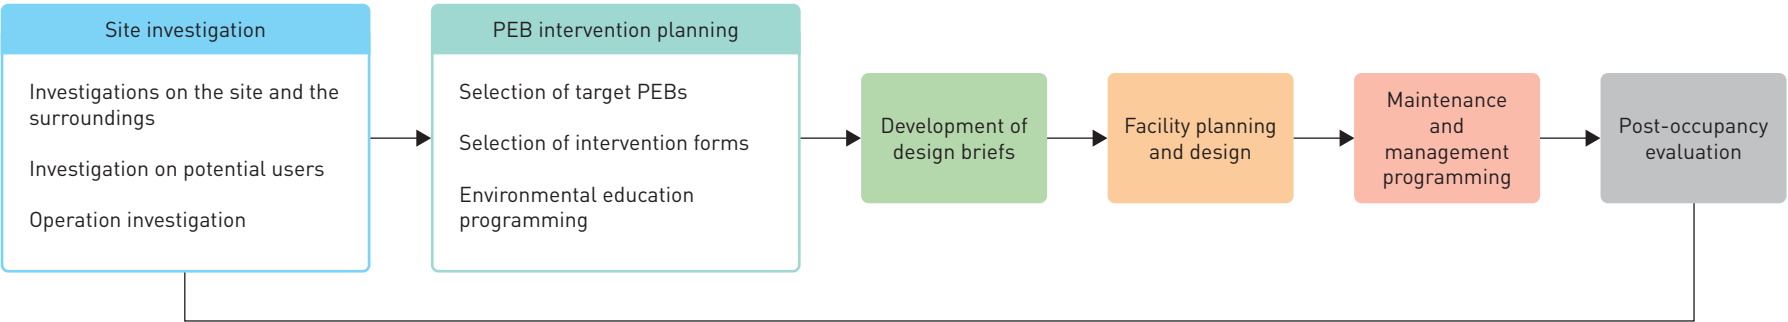 Site investigation
Investigations on the site and the
surroundings
Investigation on potential users
Operation investigation
PEB intervention planning
Selection of target PEBs
Selection of intervention forms
Environmental education
programming
Development of
design briefs
Facility planning
and design
Maintenance
and
management
programming
Post-occupancy
evaluation